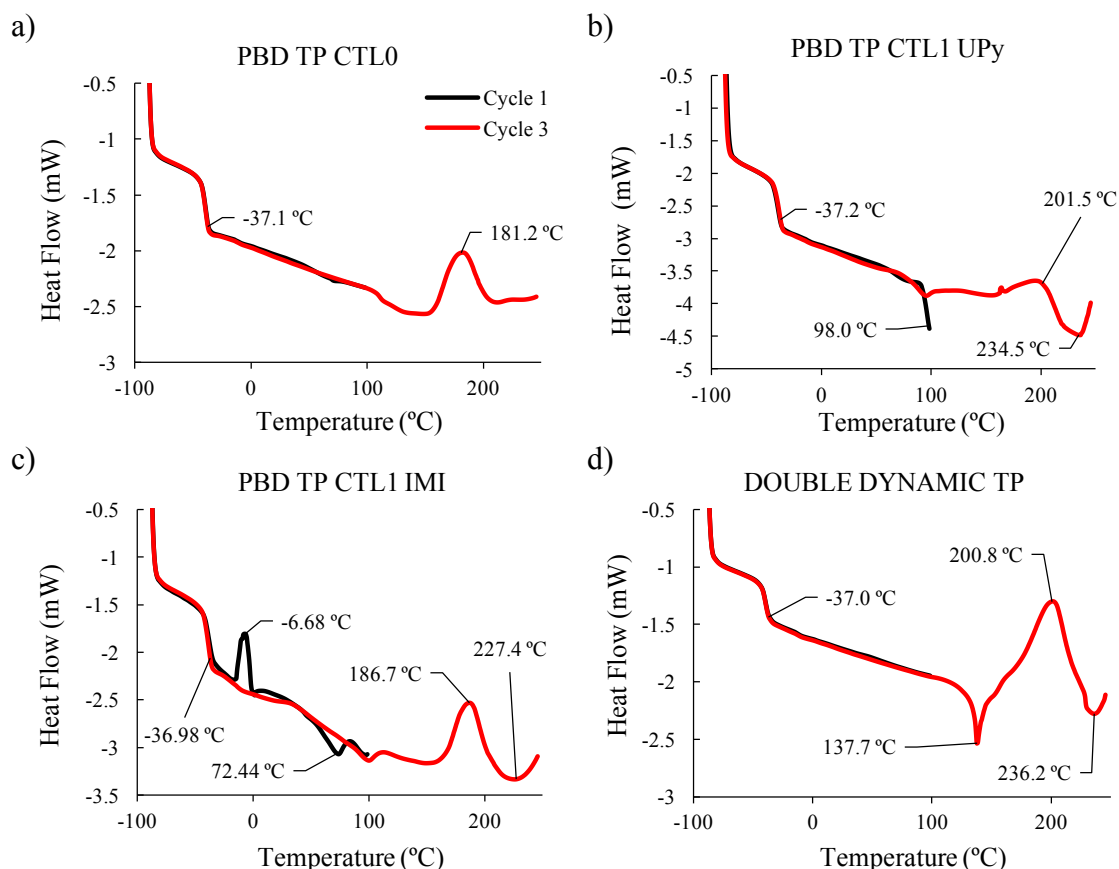 a)
PBD TP CTL0
-0.5
-1
-1.5
-2
-2.5
-3
Heat Flow (mW)
Cycle 1
Cycle 3
-37.1 ºC
181.2 ºC
-100
0
100
200
Temperature (ºC)
b)
PBD TP CTL1 UPy
-0.5
-1
-1.5
-2
-2.5
-3
-3.5
-4
-4.5
-5
Heat Flow (mW)
-37.2 ºC
201.5 ºC
98.0 ºC
234.5 ºC
-100
0
100
200
Temperature (ºC)
c)
PBD TP CTL1 IMI
-0.5
-1
-1.5
-2
-2.5
-3
-3.5
Heat Flow (mW)
-6.68 ºC
227.4 ºC
186.7 ºC
-36.98 ºC
72.44 ºC
-100
0
100
200
Temperature (ºC)
d)
DOUBLE DYNAMIC TP
-0.5
-1
-1.5
-2
-2.5
-3
Heat Flow (mW)
200.8 ºC
-37.0 ºC
137.7 ºC
236.2 ºC
-100
0
100
200
Temperature (ºC)